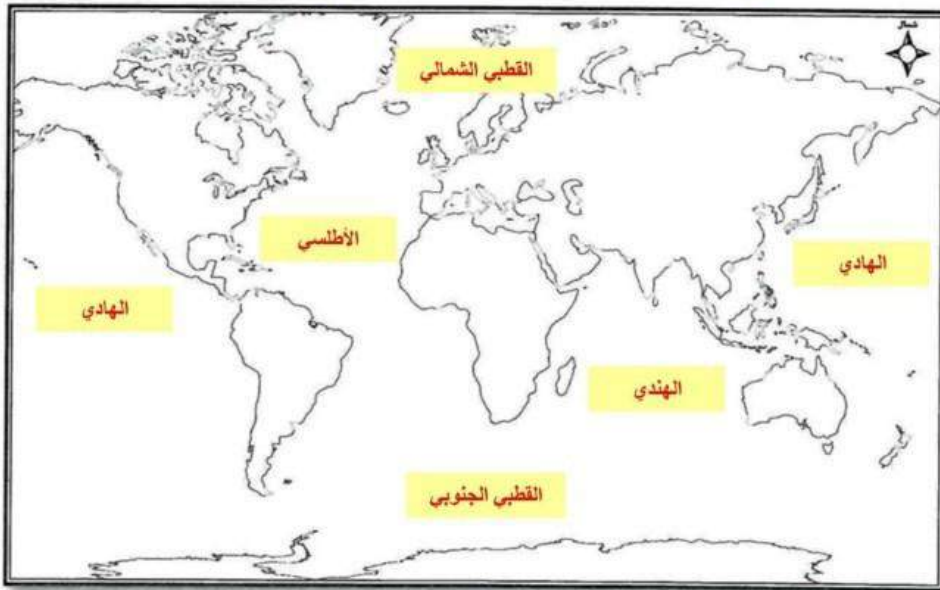 شمال
القطبي الشمالي
الأطلسي
الهادي
الهادي
الهندي
القطبي الجنوبي